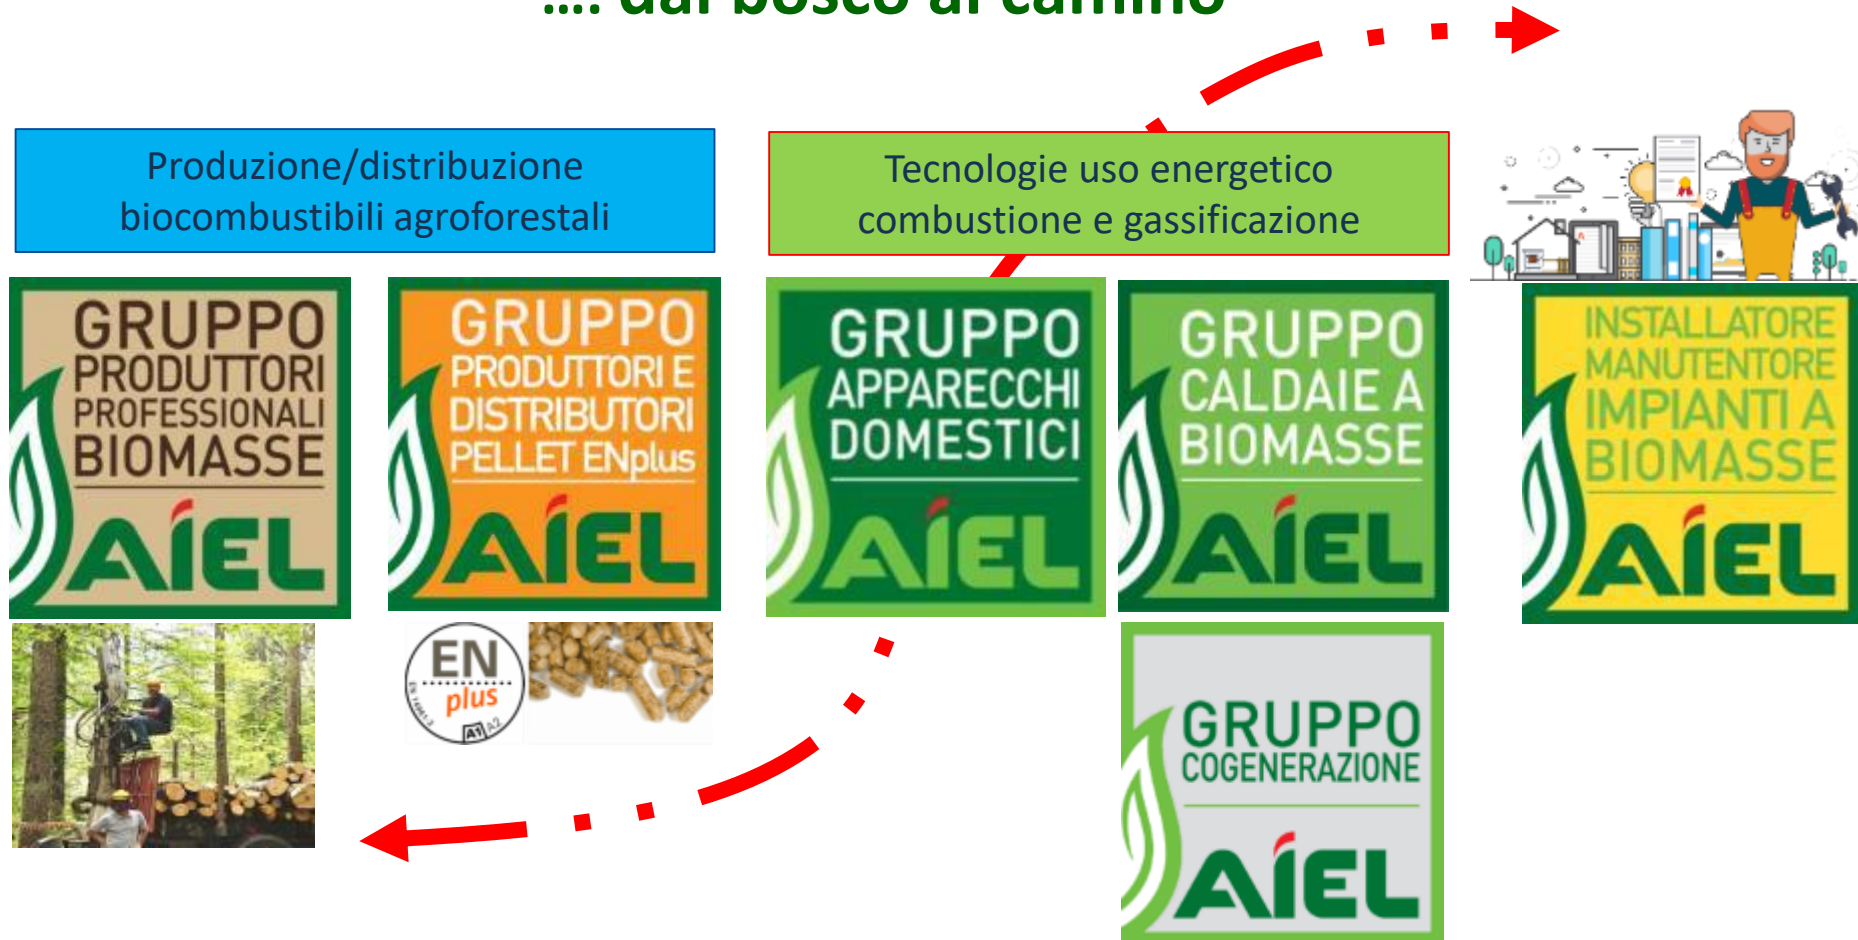 .... dal bosco al camino
Produzione/distribuzione
biocombustibili agroforestali
Tecnologie uso energetico
combustione e gassificazione
GRUPPO
PRODUTTORI
PROFESSIONALI
BIOMASSE
AIEL
GRUPPO
PRODUTTORI E
DISTRIBUTORI
PELLET ENplus
AIEL
GRUPPO
APPARECCHI
DOMESTICI
AIEL
GRUPPO
CALDAIE A
BIOMASSE
AIEL
INSTALLATORE
MANUTENTORE
IMPIANTI A
BIOMASSE
AIEL
EN
plus
A1 A2
GRUPPO
COGENERAZIONE
AIEL